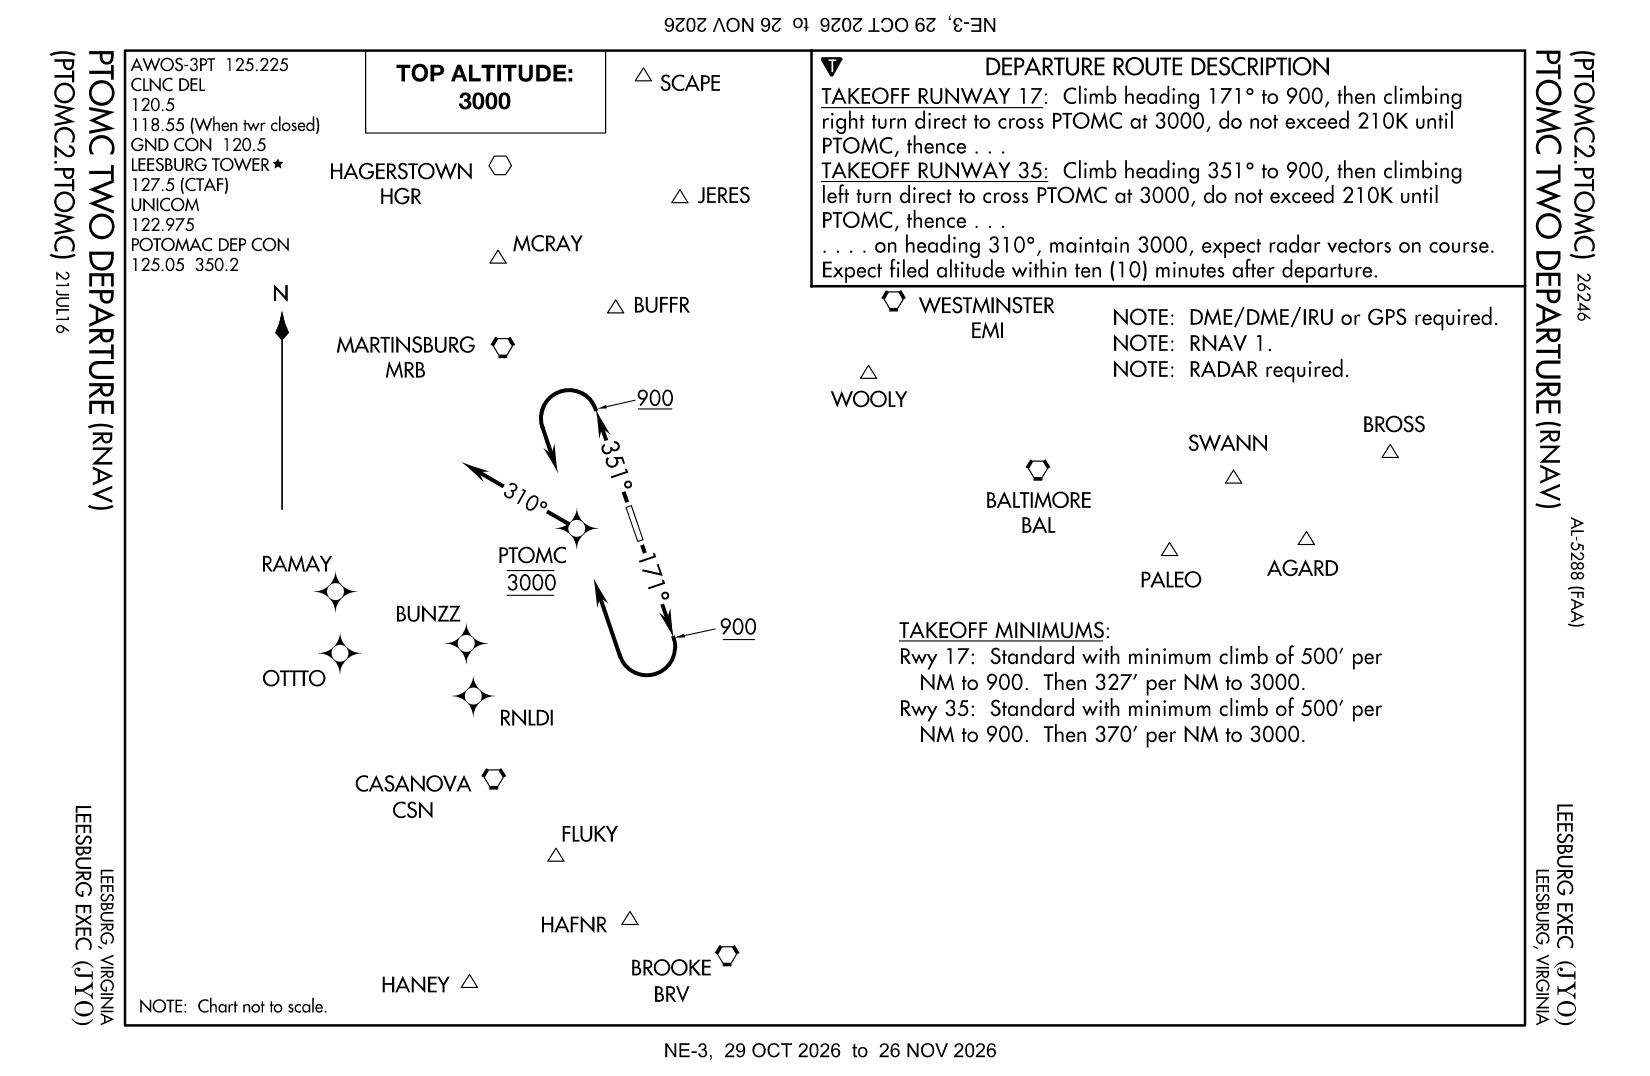 NE-3, 29 OCT 2026 to 26 NOV 2026
(PTOMC2.PTOMC) 21JUL16
PTOMC TWO DEPARTURE (RNAV)
AWOS-3PT 125.225
CLNC DEL
120.5
118.55 (When twr closed)
GND CON 120.5
LEESBURG TOWER ★
127.5 (CTAF)
UNICOM
122.975
POTOMAC DEP CON
125.05 350.2
TOP ALTITUDE:
3000
DEPARTURE ROUTE DESCRIPTION
T
TAKEOFF RUNWAY 17: Climb heading 171° to 900, then climbing
right turn direct to cross PTOMC at 3000, do not exceed 210K until
PTOMC, thence . . .
TAKEOFF RUNWAY 35: Climb heading 351° to 900, then climbing
left turn direct to cross PTOMC at 3000, do not exceed 210K until
PTOMC, thence . . .
. . . . on heading 310°, maintain 3000, expect radar vectors on course.
Expect filed altitude within ten (10) minutes after departure.
SCAPE
HAGERSTOWN
HGR
JERES
MCRAY
N
BUFFR
MARTINSBURG
MRB
WESTMINSTER
EMI
NOTE: DME/DME/IRU or GPS required.
NOTE: RNAV 1.
NOTE: RADAR required.
WOOLY
900
351°
310°
171°
BROSS
SWANN
BALTIMORE
BAL
PTOMC
3000
RAMAY
PALEO
AGARD
BUNZZ
900
OTTTO
RNLDI
TAKEOFF MINIMUMS:
Rwy 17: Standard with minimum climb of 500′ per
NM to 900. Then 327′ per NM to 3000.
Rwy 35: Standard with minimum climb of 500′ per
NM to 900. Then 370′ per NM to 3000.
CASANOVA
CSN
FLUKY
HAFNR
BROOKE
BRV
HANEY
NOTE: Chart not to scale.
LEESBURG, VIRGINIA
LEESBURG EXEC (JYO)
PTOMC TWO DEPARTURE (RNAV)
(PTOMC2.PTOMC) 26246
AL-5288 (FAA)
LEESBURG EXEC (JYO)
LEESBURG, VIRGINIA
NE-3, 29 OCT 2026 to 26 NOV 2026